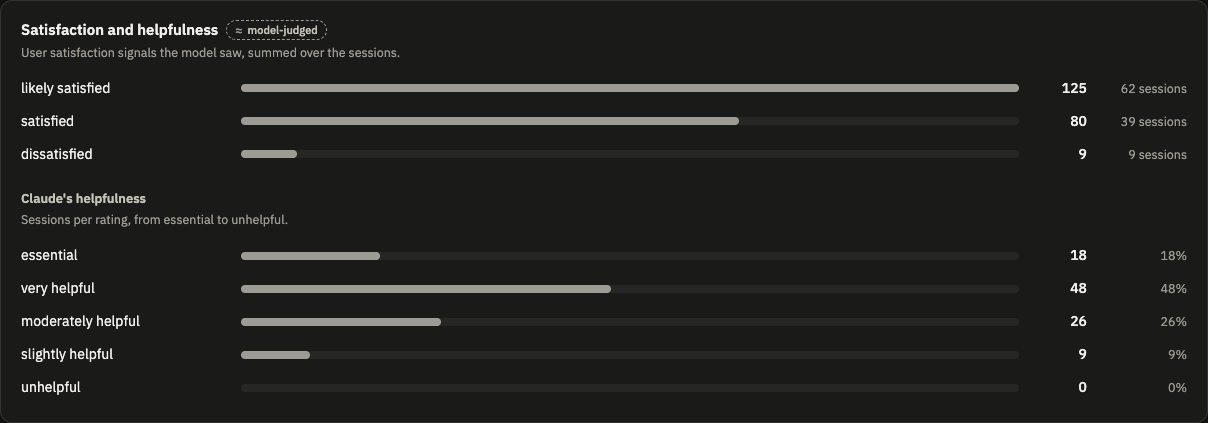 Satisfaction and helpfulness ≈ model-judged
User satisfaction signals the model saw, summed over the sessions.
likely satisfied 125 62 sessions
satisfied 80 39 sessions
dissatisfied 9 9 sessions
Claude's helpfulness
Sessions per rating, from essential to unhelpful.
essential 18 18%
very helpful 48 48%
moderately helpful 26 26%
slightly helpful 9 9%
unhelpful 0 0%